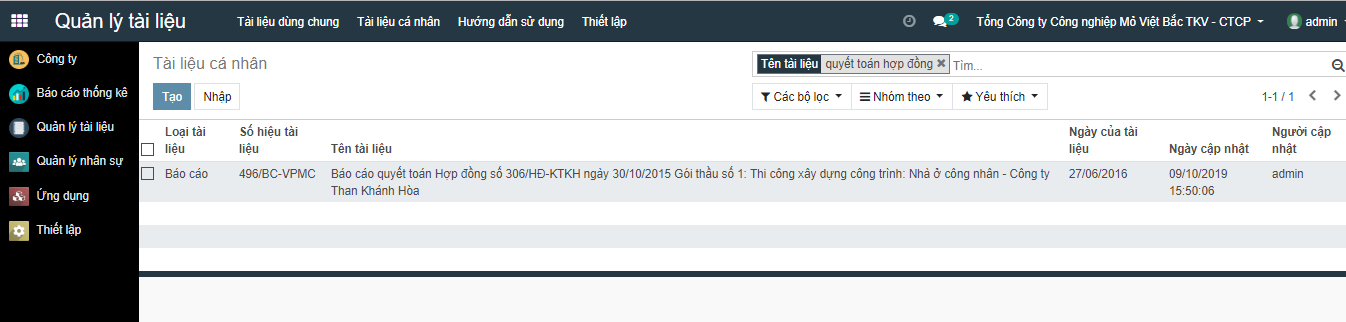 Quản lý tài liệu
Tài liệu dùng chung
Tài liệu cá nhân
Hướng dẫn sử dụng
Thiết lập
2
Tổng Công ty Công nghiệp Mỏ Việt Bắc TKV - CTCP
admin
Công ty
Báo cáo thống kê
Quản lý tài liệu
Quản lý nhân sự
Ứng dụng
Thiết lập
Tài liệu cá nhân
Tên tài liệu quyết toán hợp đồng Tìm...
Tạo
Nhập
Các bộ lọc
Nhóm theo
Yêu thích
1-1 / 1
Loại tài
liệu
Số hiệu tài
liệu
Tên tài liệu
Ngày của tài
liệu
Ngày cập nhật
Người cập
nhật
Báo cáo
496/BC-VPMC
Báo cáo quyết toán Hợp đồng số 306/HĐ-KTKH ngày 30/10/2015 Gói thầu số 1: Thi công xây dựng công trình: Nhà ở công nhân - Công ty
Than Khánh Hòa
27/06/2016
09/10/2019
15:50:06
admin